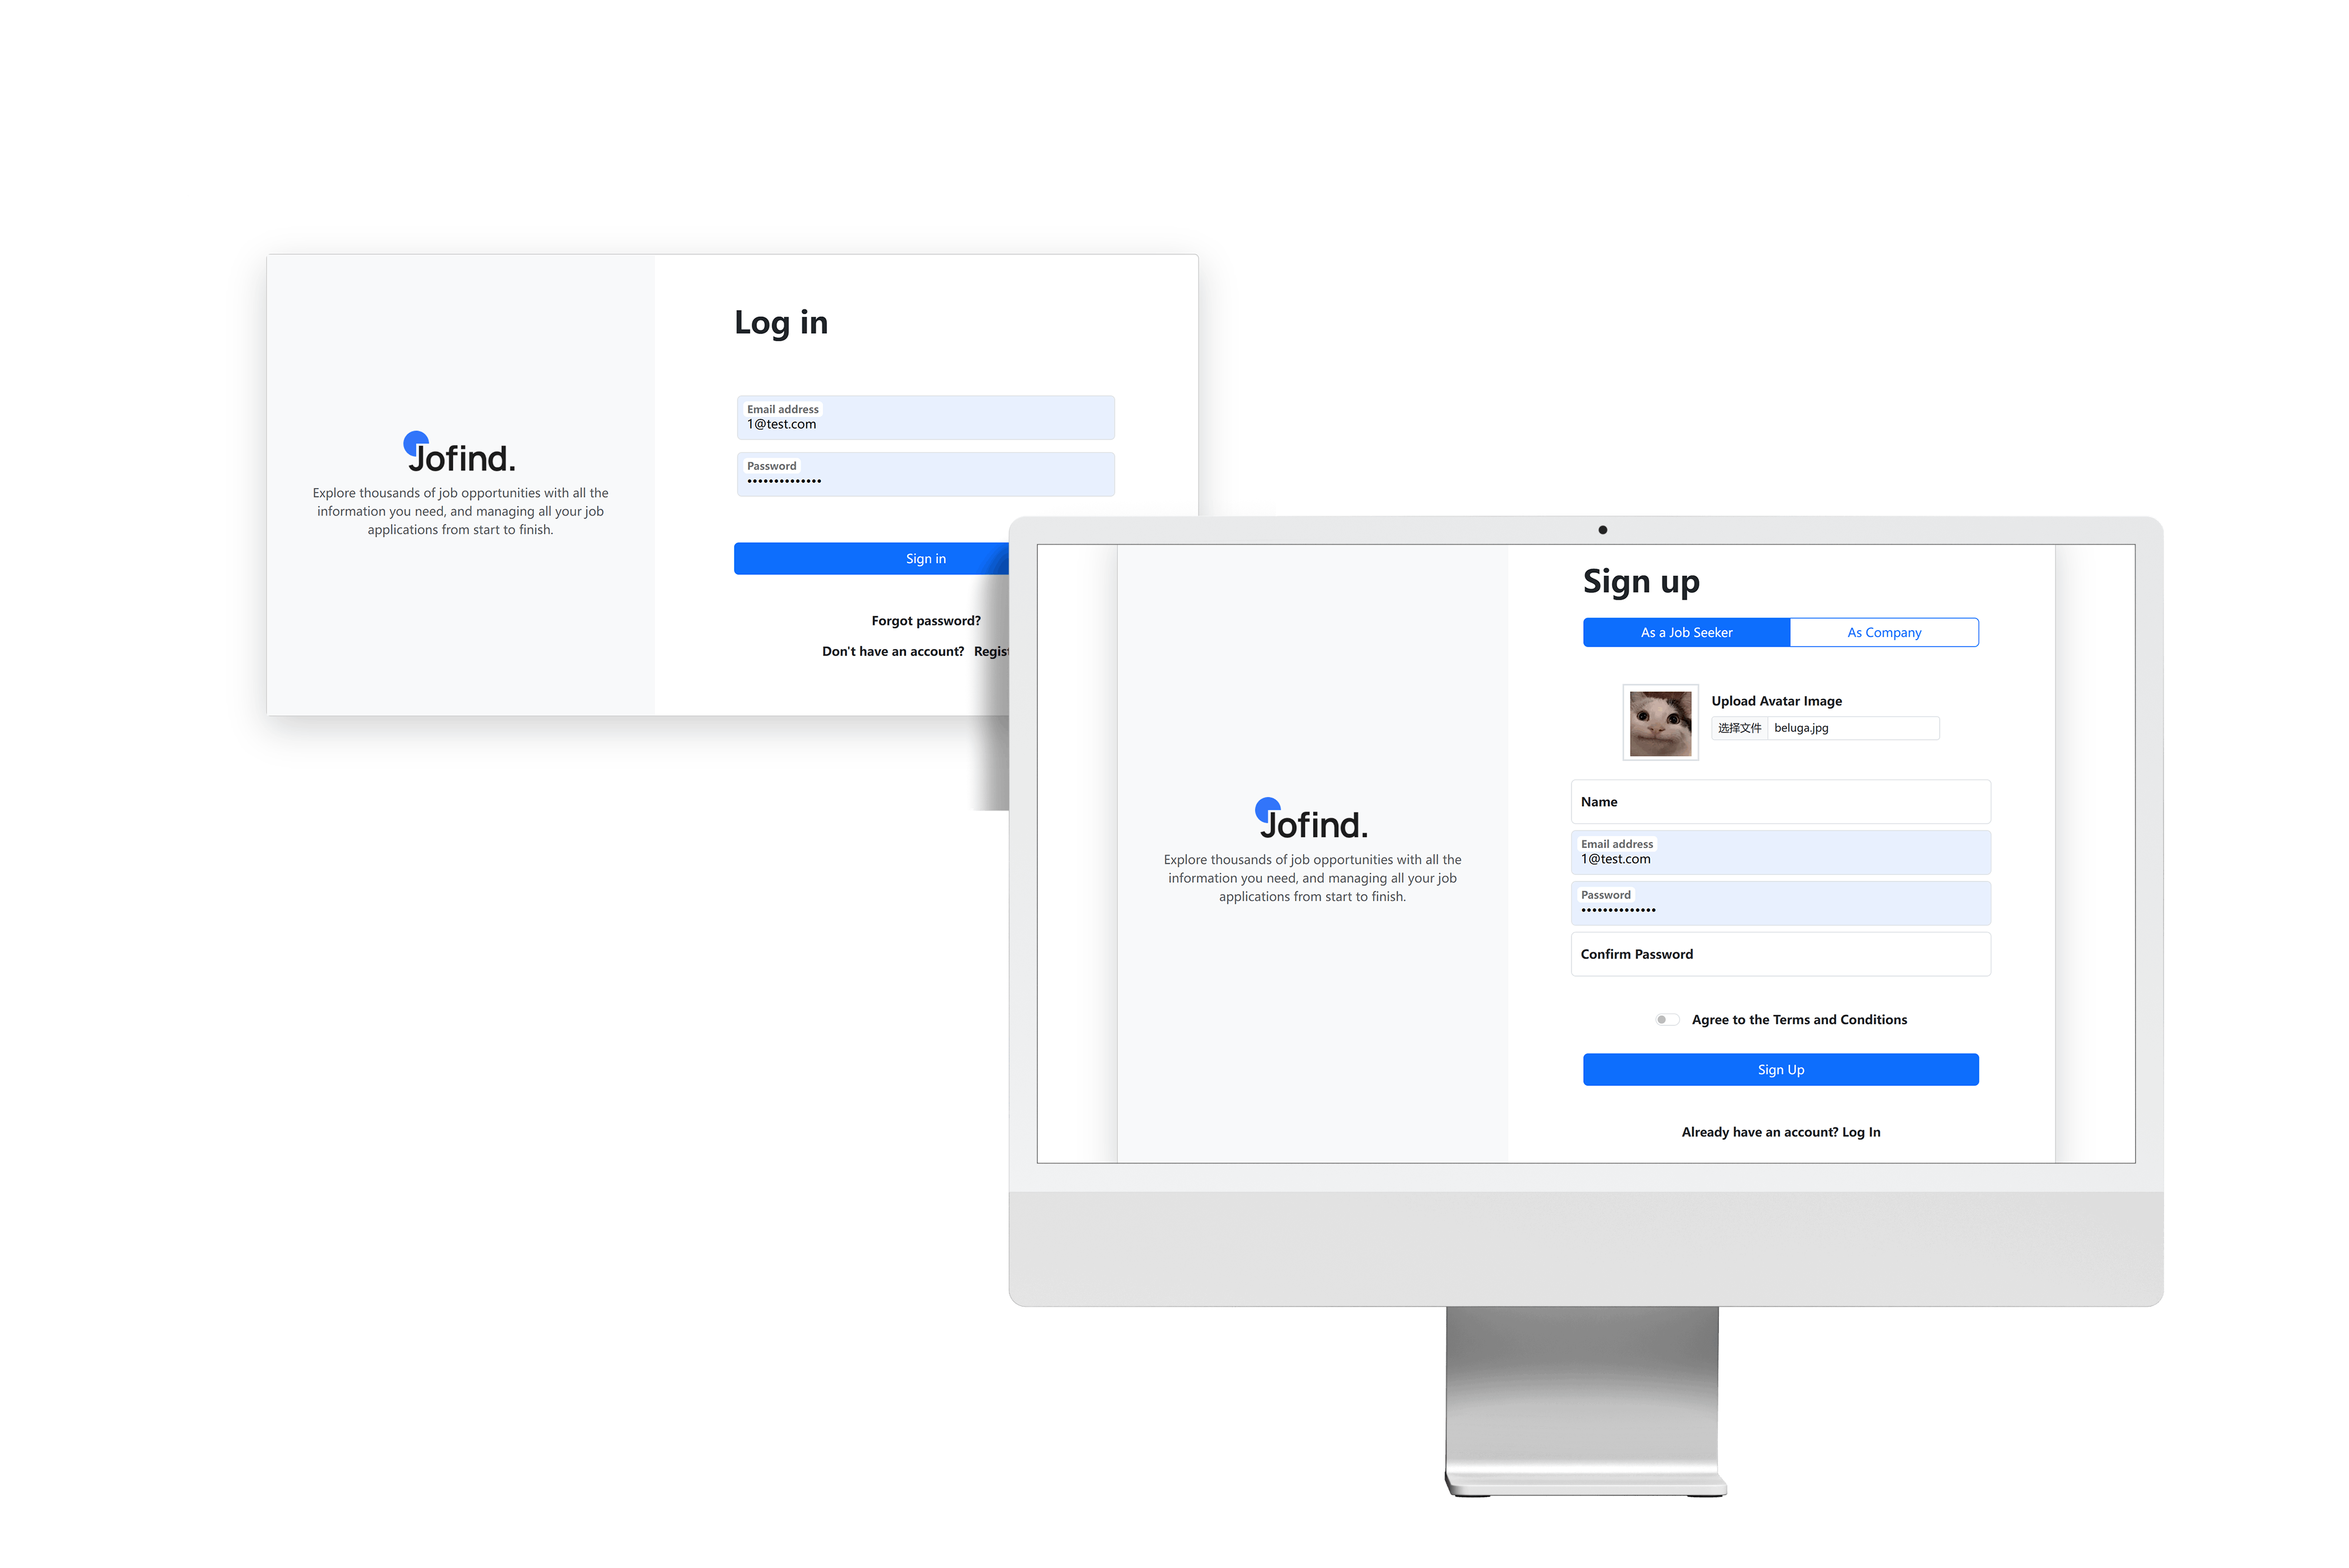 Log in
Email address
1@test.com
Password
Jofind.
Explore thousands of job opportunities with all the
information you need, and managing all your job
applications from start to finish.
Sign in
Forgot password?
Don't have an account? Regist
Sign up
As a Job Seeker
As Company
Upload Avatar Image
选择文件 beluga.jpg
Name
Email address
1@test.com
Password
Confirm Password
Jofind.
Explore thousands of job opportunities with all the
information you need, and managing all your job
applications from start to finish.
Agree to the Terms and Conditions
Sign Up
Already have an account? Log In